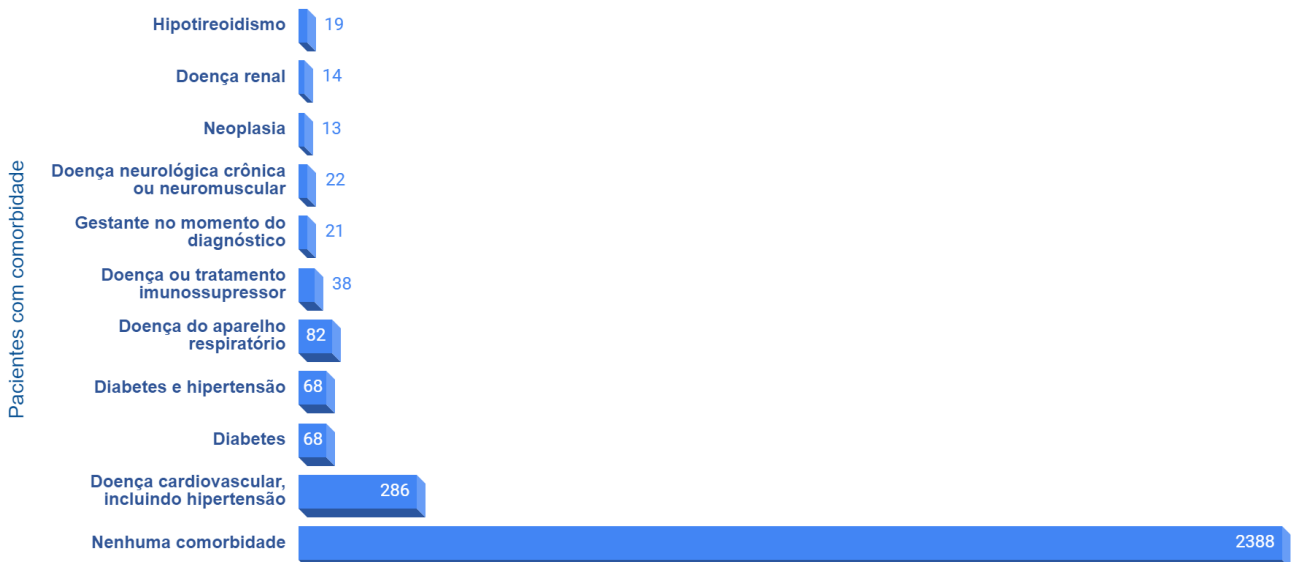 Pacientes com comorbidade
Hipotireoidismo
19
Doença renal
14
Neoplasia
13
Doença neurológica crônica
ou neuromuscular
22
Gestante no momento do
diagnóstico
21
Doença ou tratamento
imunossupressor
38
Doença do aparelho
respiratório
82
Diabetes e hipertensão
68
Diabetes
68
Doença cardiovascular,
incluindo hipertensão
286
Nenhuma comorbidade
2388